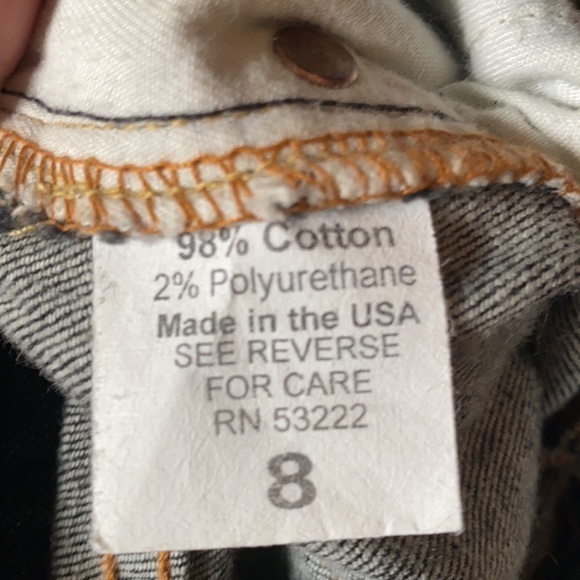 98% Cotton
2% Polyurethane
Made in the USA
SEE REVERSE
FOR CARE
RN 53222
8